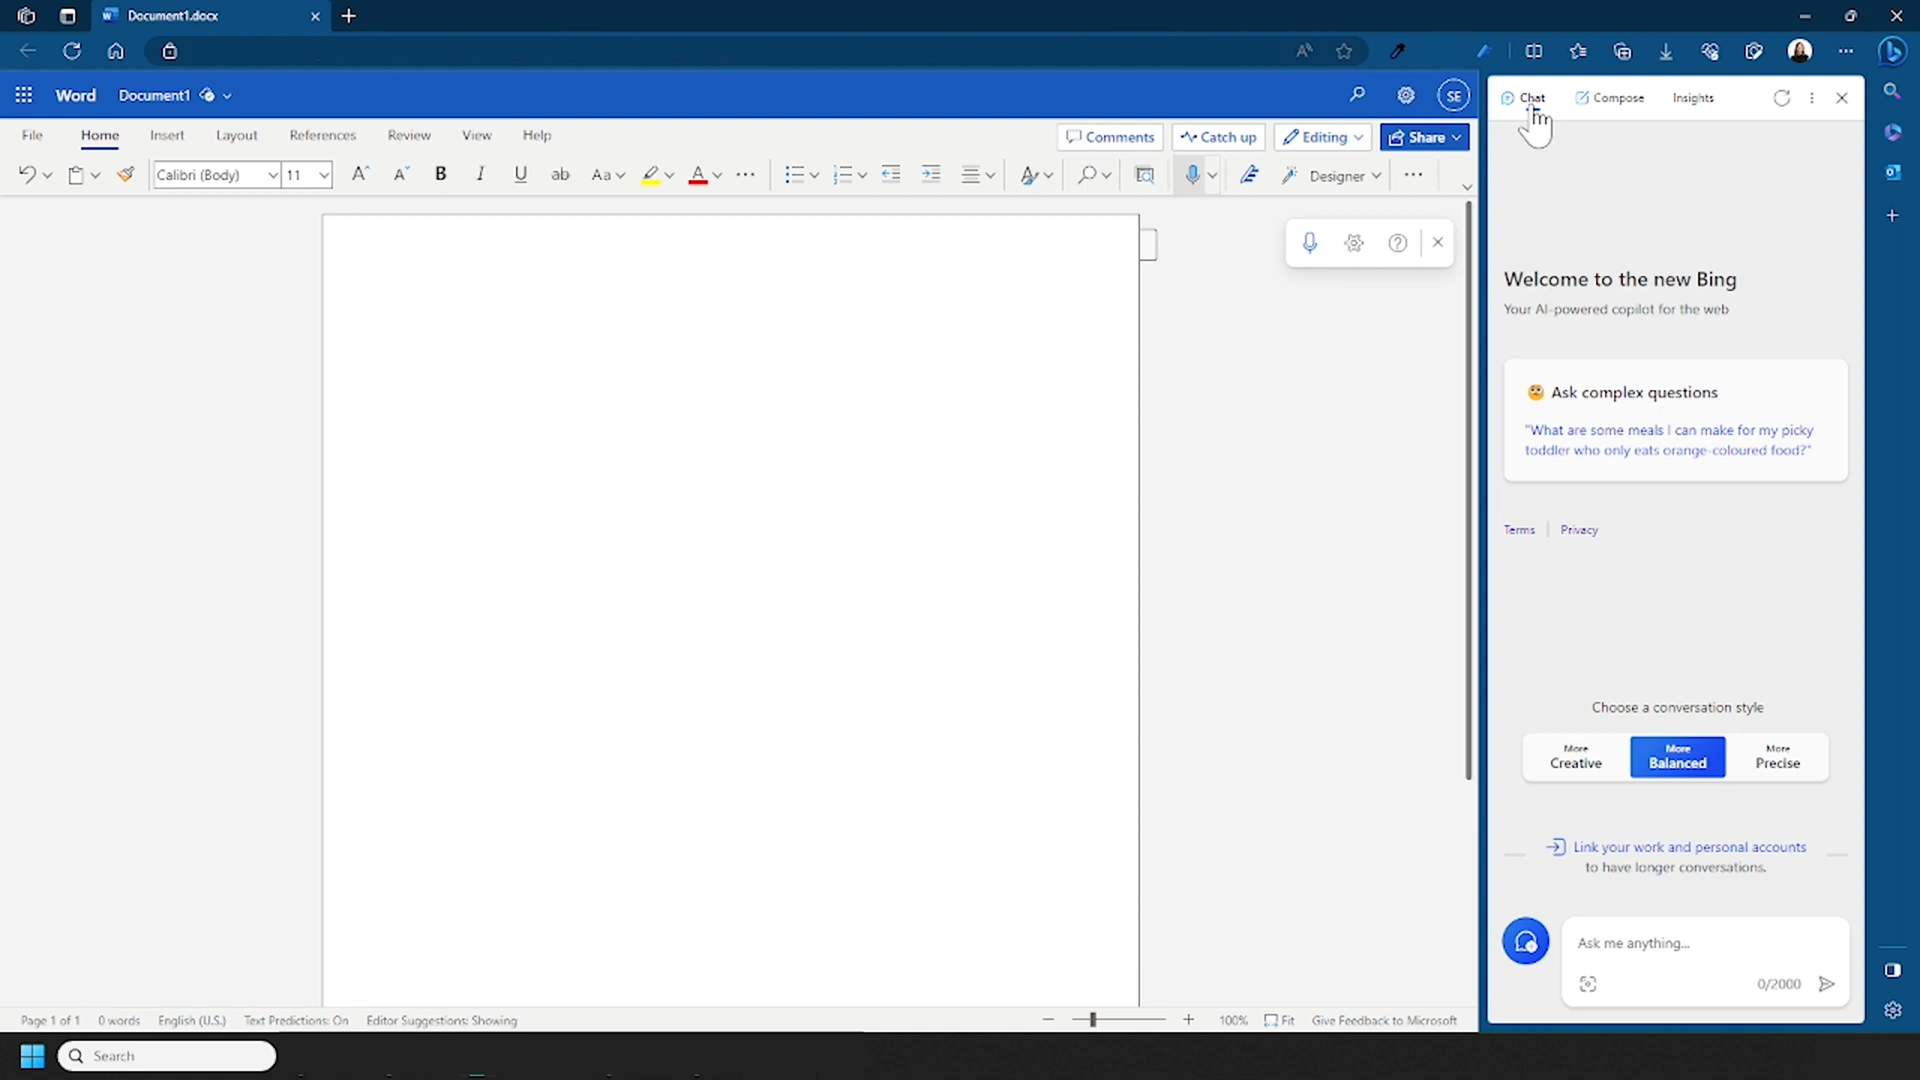 Document1.docx
Word Document1
SE
File Home Insert Layout References Review View Help
Comments Catch up Editing Share
Calibri (Body) 11 A A B I U ab Aa A Designer
Chat Compose Insights
Welcome to the new Bing
Your AI-powered copilot for the web
Ask complex questions
"What are some meals I can make for my picky
toddler who only eats orange-coloured food?"
Terms Privacy
Choose a conversation style
More Creative
More Balanced
More Precise
Link your work and personal accounts
to have longer conversations.
Ask me anything...
0/2000
Page 1 of 1 0 words English (U.S.) Text Predictions: On Editor Suggestions: Showing 100% Fit Give Feedback to Microsoft
Search